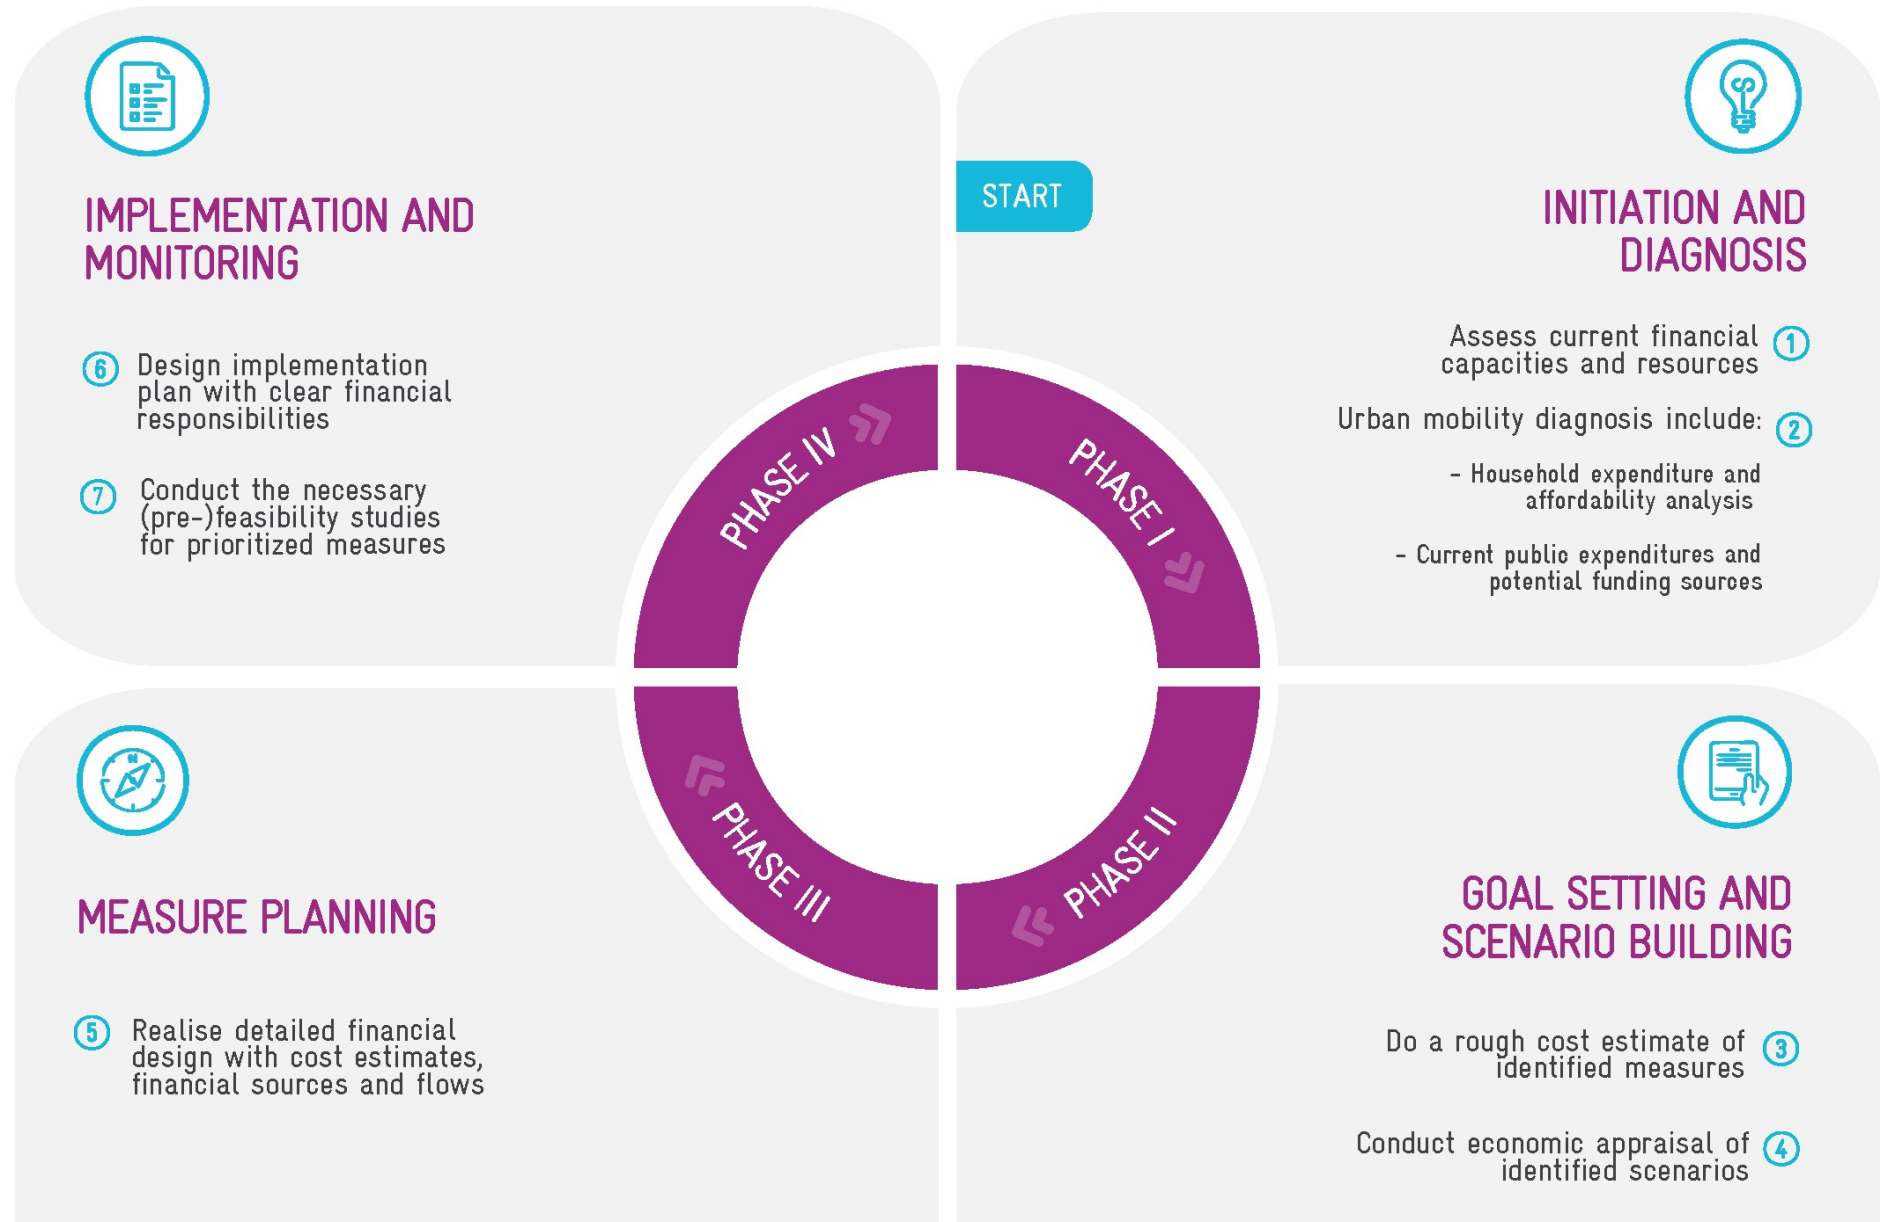 START
INITIATION AND
DIAGNOSIS
Assess current financial
capacities and resources
1
Urban mobility diagnosis include:
2
- Household expenditure and
affordability analysis
- Current public expenditures and
potential funding sources
PHASE I
PHASE II
GOAL SETTING AND
SCENARIO BUILDING
Do a rough cost estimate of
identified measures
3
Conduct economic appraisal of
identified scenarios
4
PHASE III
MEASURE PLANNING
N
5
Realise detailed financial
design with cost estimates,
financial sources and flows
PHASE IV
IMPLEMENTATION AND
MONITORING
6
Design implementation
plan with clear financial
responsibilities
7
Conduct the necessary
(pre-)feasibility studies
for prioritized measures